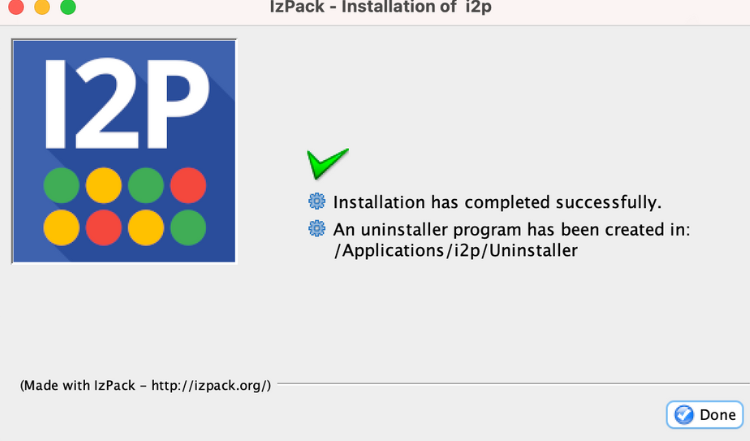 IzPack - Installation of i2p
I2P
Installation has completed successfully.
An uninstaller program has been created in:
/Applications/i2p/Uninstaller
(Made with IzPack - http://izpack.org/)
Done